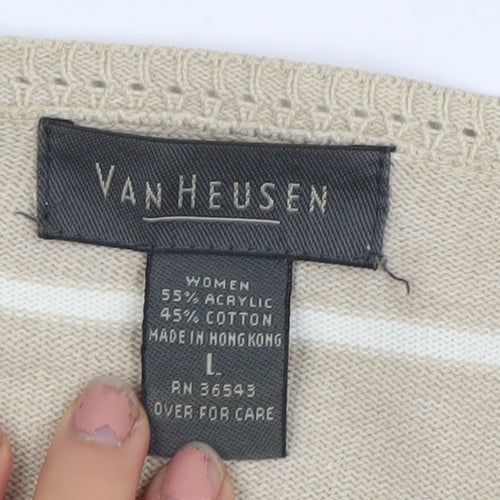 VAN HEUSEN
WOMEN
55% ACRYLIC
45% COTTON
MADE IN HONG KONG
L
RN 36543
OVER FOR CARE